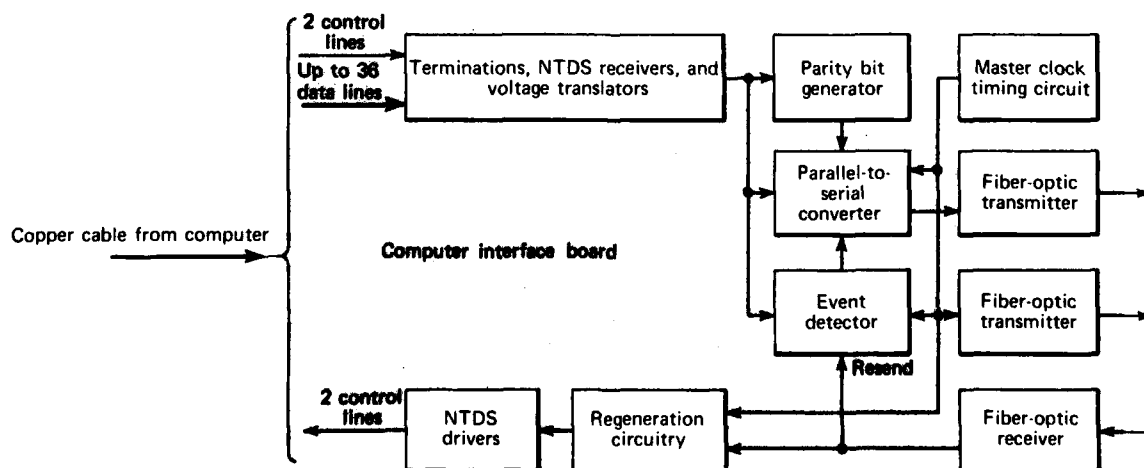 2 control
lines
Up to 36
data lines
Terminations, NTDS receivers, and
voltage translators
Parity bit
generator
Master clock
timing circuit
Parallel-to-
serial
converter
Fiber-optic
transmitter
Copper cable from computer
Computer interface board
Event
detector
Fiber-optic
transmitter
Resend
2 control
lines
NTDS
drivers
Regeneration
circuitry
Fiber-optic
receiver